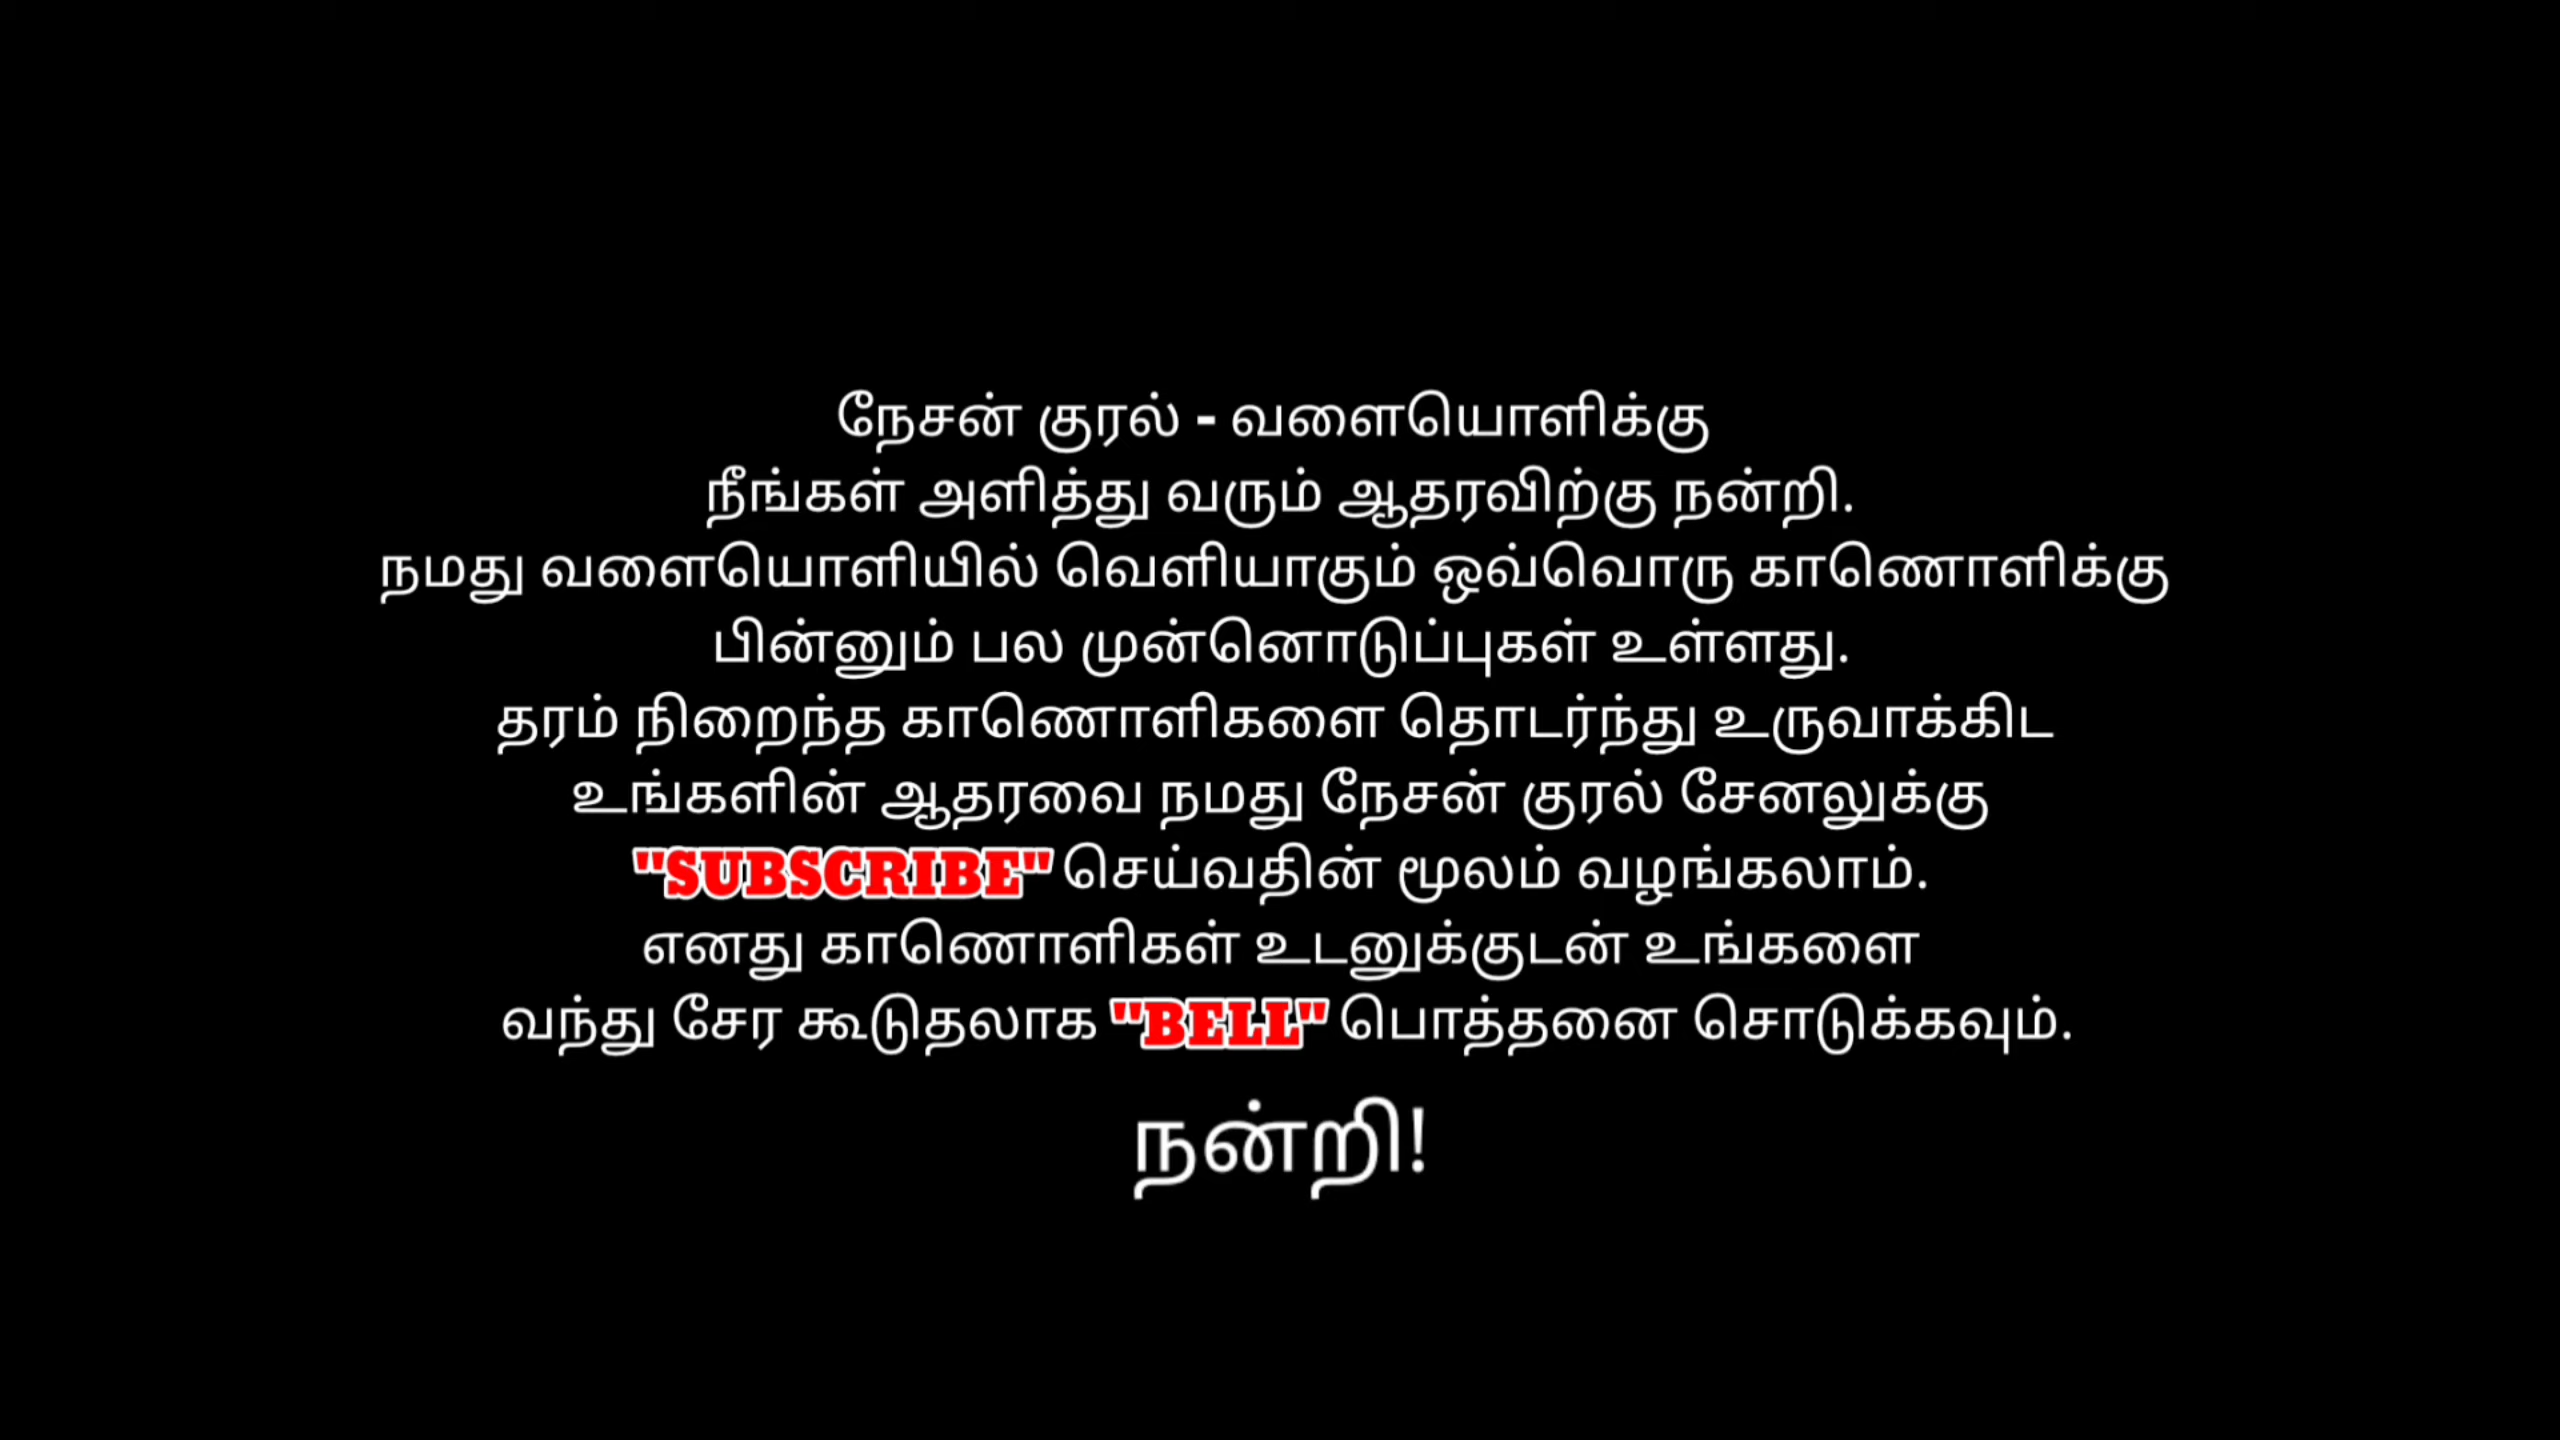 நேசன் குரல் - வளையொளிக்கு
நீங்கள் அளித்து வரும் ஆதரவிற்கு நன்றி.
நமது வளையொளியில் வெளியாகும் ஒவ்வொரு காணொளிக்கு
பின்னும் பல முன்னொடுப்புகள் உள்ளது.
தரம் நிறைந்த காணொளிகளை தொடர்ந்து உருவாக்கிட
உங்களின் ஆதரவை நமது நேசன் குரல் சேனலுக்கு
"SUBSCRIBE" செய்வதின் மூலம் வழங்கலாம்.
எனது காணொளிகள் உடனுக்குடன் உங்களை
வந்து சேர கூடுதலாக "BELL" பொத்தனை சொடுக்கவும்.
நன்றி!